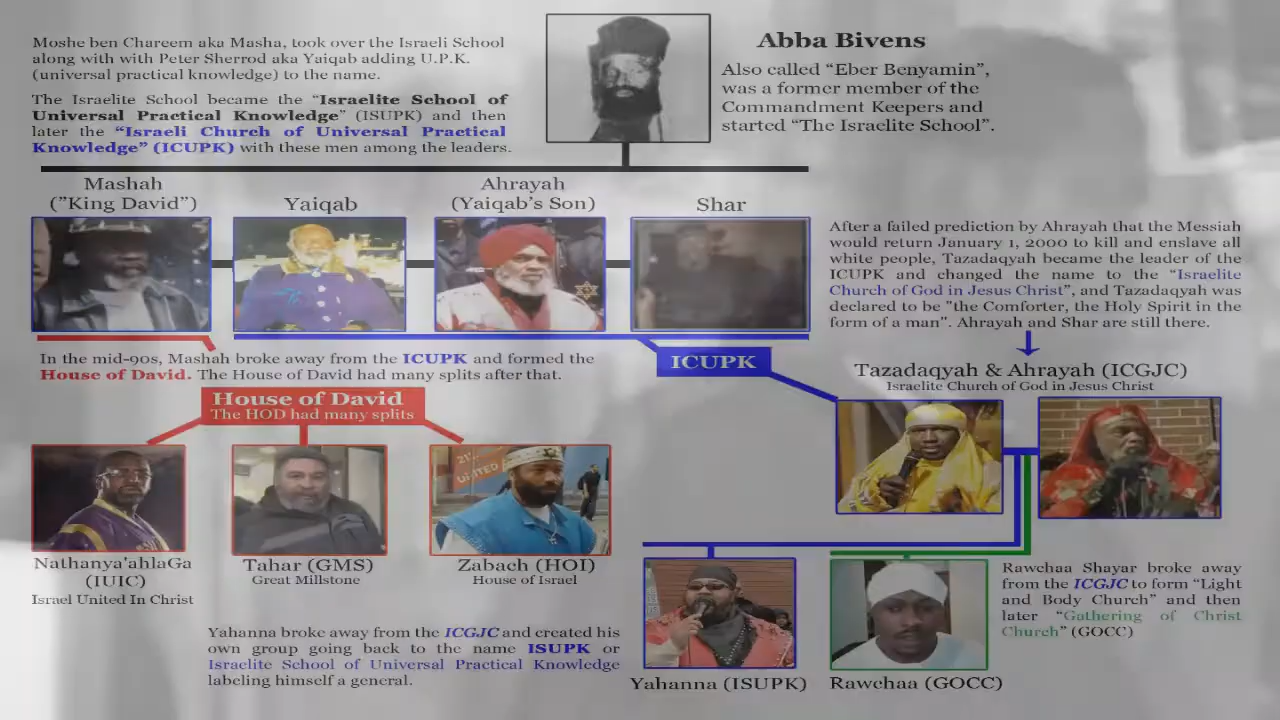 Moshe ben Chareem aka Masha, took over the Israeli School
along with with Peter Sherrod aka Yaiqab adding U.P.K.
(universal practical knowledge) to the name.
The Israelite School became the “Israelite School of
Universal Practical Knowledge” (ISUPK) and then
later the “Israeli Church of Universal Practical
Knowledge” (ICUPK) with these men among the leaders.
Abba Bivens
Also called “Eber Benyamin”,
was a former member of the
Commandment Keepers and
started “The Israelite School”.
Mashah
("King David")
Yaiqab
Ahrayah
(Yaiqab's Son)
Shar
After a failed prediction by Ahrayah that the Messiah
would return January 1, 2000 to kill and enslave all
white people, Tazadaqyah became the leader of the
ICUPK and changed the name to the “Israelite
Church of God in Jesus Christ”, and Tazadaqyah was
declared to be "the Comforter, the Holy Spirit in the
form of a man". Ahrayah and Shar are still there.
In the mid-90s, Mashah broke away from the ICUPK and formed the
House of David. The House of David had many splits after that.
ICUPK
Tazadaqyah & Ahrayah (ICGJC)
Israelite Church of God in Jesus Christ
House of David
The HOD had many splits
UNITED
Nathanya'ahlaGa
(IUIC)
Israel United In Christ
Tahar (GMS)
Great Millstone
Zabach (HOI)
House of Israel
Rawchaa Shayar broke away
from the ICGJC to form “Light
and Body Church” and then
later “Gathering of Christ
Church” (GOCC)
Yahanna broke away from the ICGJC and created his
own group going back to the name ISUPK or
Israelite School of Universal Practical Knowledge
labeling himself a general.
Yahanna (ISUPK)
Rawchaa (GOCC)